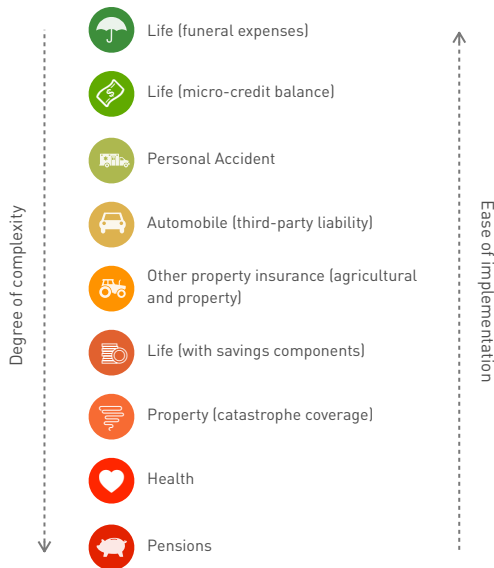 Life (funeral expenses)
Life (micro-credit balance)
Personal Accident
Automobile (third-party liability)
Other property insurance (agricultural
and property)
Life (with savings components)
Property (catastrophe coverage)
Health
Pensions
Degree of complexity
Ease of implementation